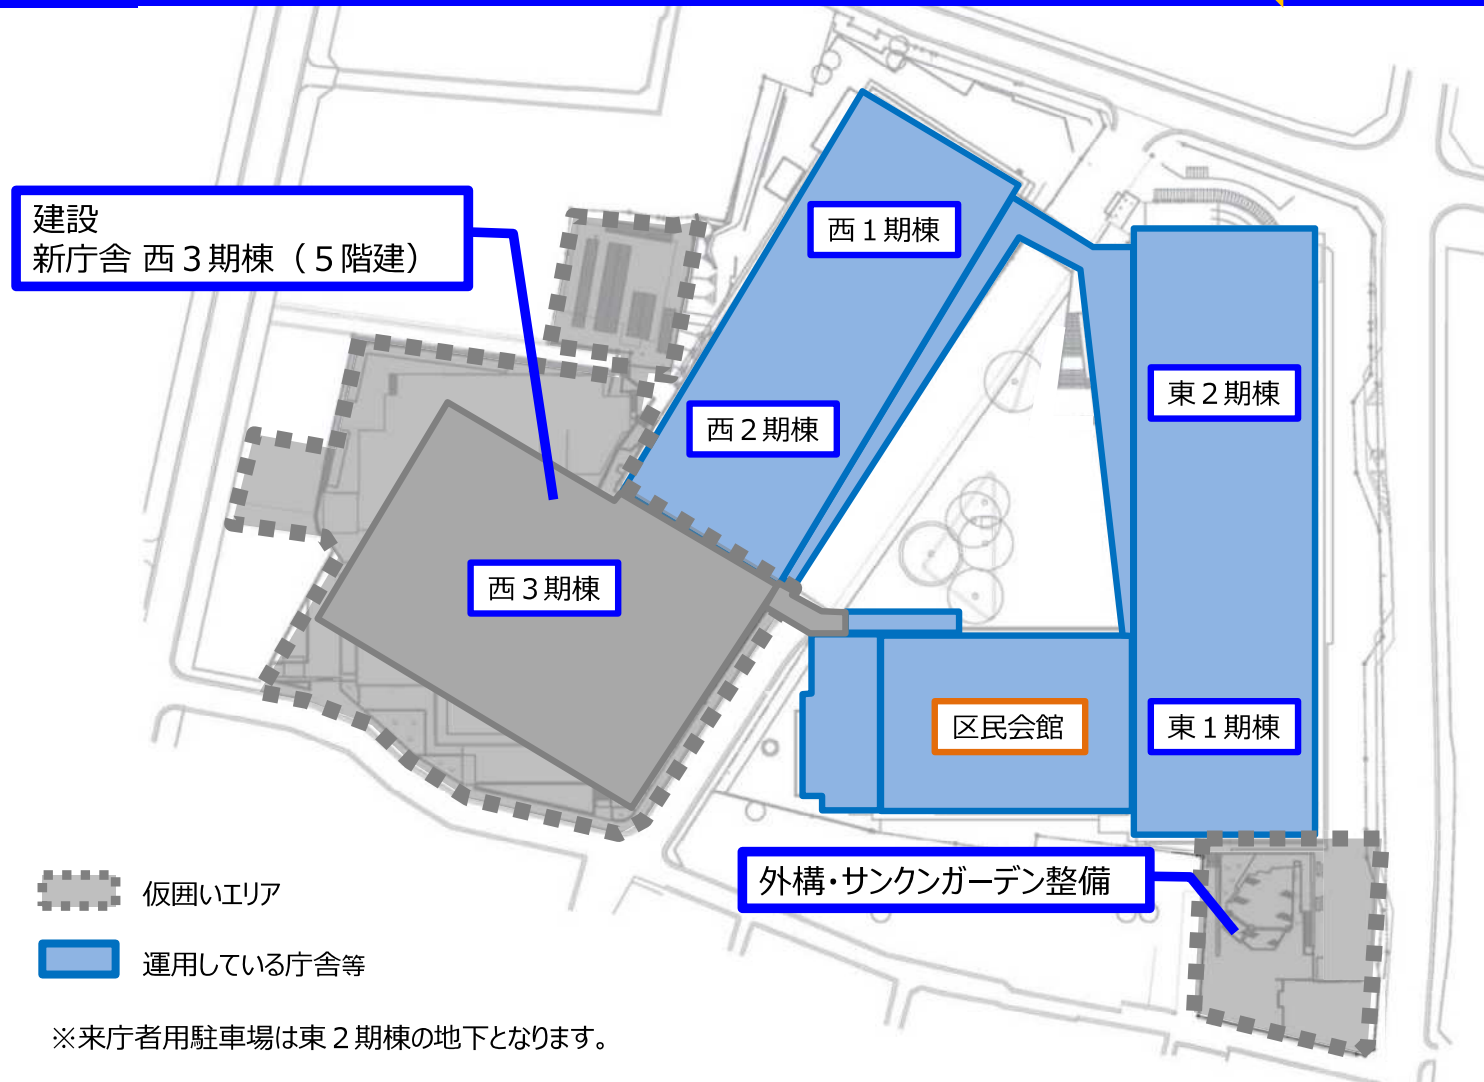 建設
新庁舎 西３期棟（５階建）
西１期棟
東２期棟
西２期棟
西３期棟
区民会館
東１期棟
外構・サンクンガーデン整備
仮囲いエリア
運用している庁舎等
※来庁者用駐車場は東２期棟の地下となります。